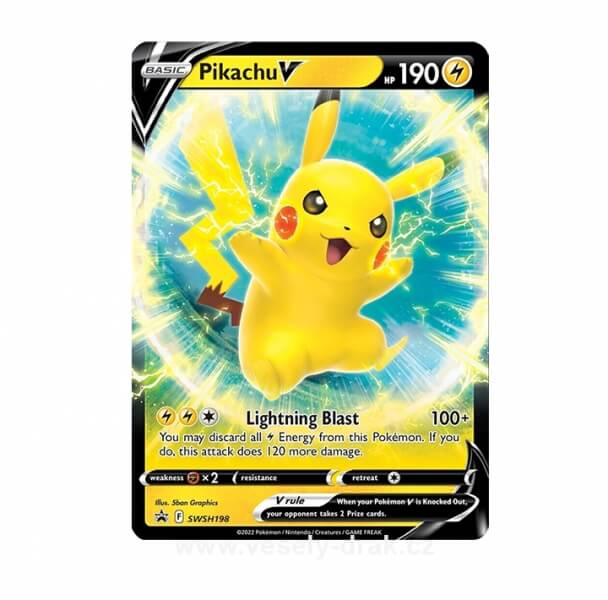 BASIC Pikachu V HP 190
Lightning Blast 100+
You may discard all Energy from this Pokémon. If you
do, this attack does 120 more damage.
weakness ×2 resistance retreat
Illus. 5ban Graphics
V rule When your Pokémon V is Knocked Out,
your opponent takes 2 Prize cards.
F SWSH198
©2022 Pokémon / Nintendo / Creatures / GAME FREAK
www.vesely-drak.cz